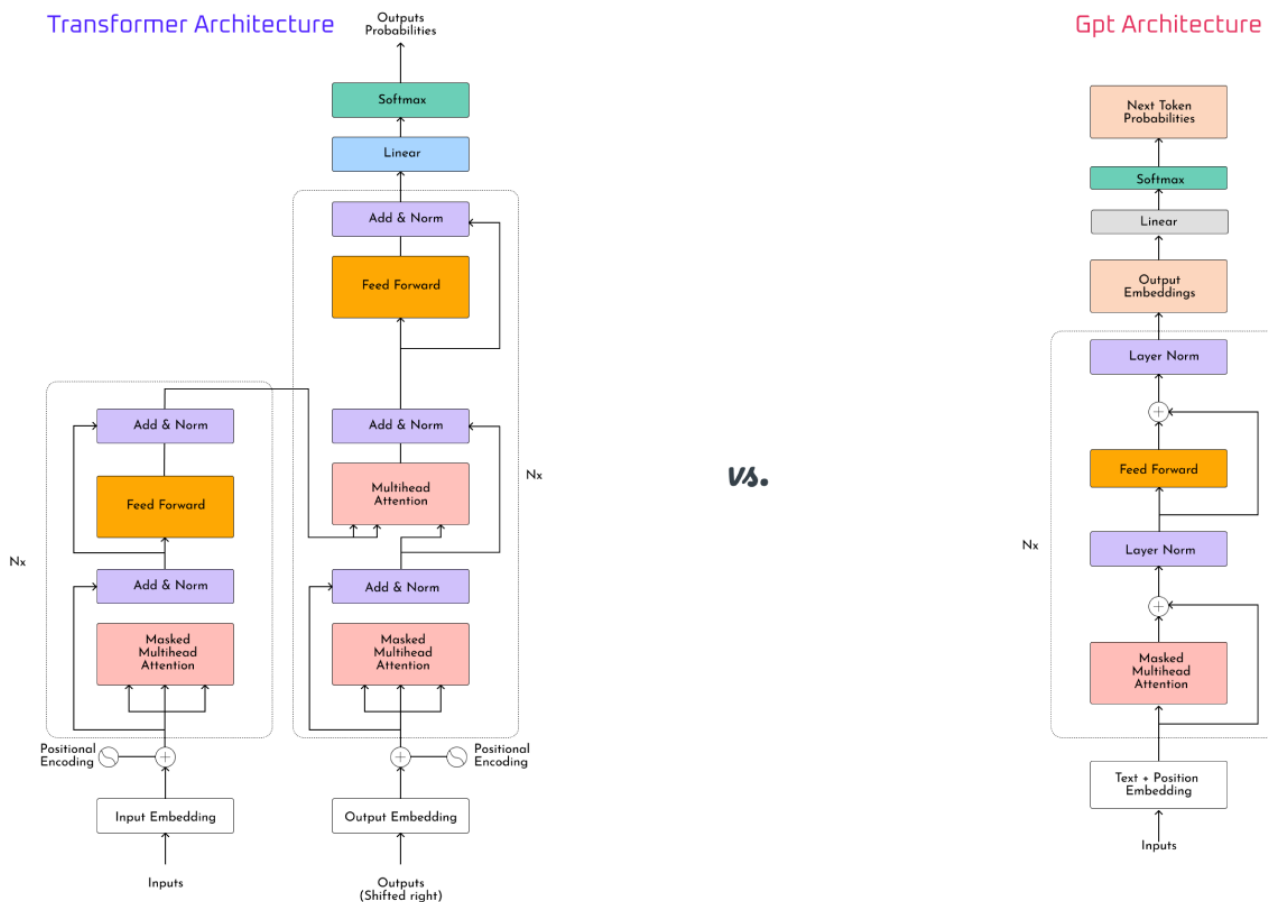 Transformer Architecture
Outputs
Probabilities
Softmax
Linear
Add & Norm
Feed Forward
Add & Norm
Multihead
Attention
Nx
Add & Norm
Masked
Multihead
Attention
Positional
Encoding
Output Embedding
Outputs
(Shifted right)
Add & Norm
Feed Forward
Nx
Add & Norm
Masked
Multihead
Attention
Positional
Encoding
Input Embedding
Inputs
vs.
Gpt Architecture
Next Token
Probabilities
Softmax
Linear
Output
Embeddings
Layer Norm
Feed Forward
Nx
Layer Norm
Masked
Multihead
Attention
Text + Position
Embedding
Inputs